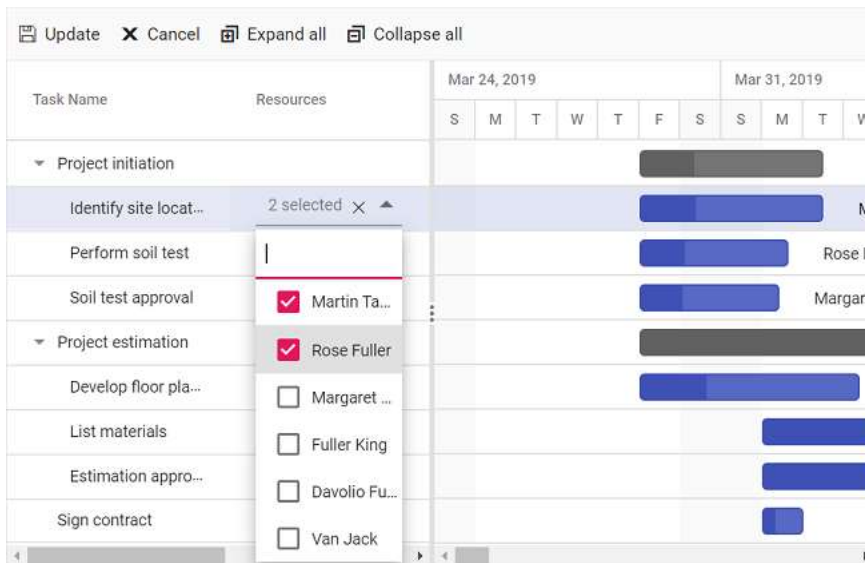 Update Cancel Expand all Collapse all
Task Name Resources Mar 24, 2019 Mar 31, 2019
S M T W T F S S M T
Project initiation
Identify site locat... 2 selected
Perform soil test Rose
Martin Ta...
Soil test approval Margar
Project estimation Rose Fuller
Develop floor pla... Margaret ...
List materials Fuller King
Estimation appro... Davolio Fu...
Sign contract Van Jack